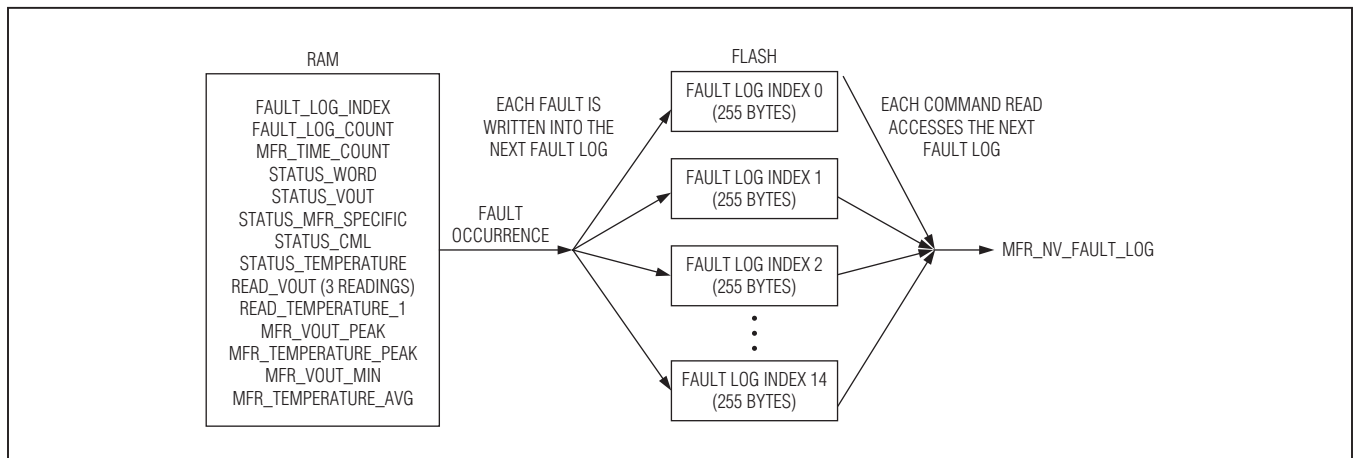 RAM
FAULT_LOG_INDEX
FAULT_LOG_COUNT
MFR_TIME_COUNT
STATUS_WORD
STATUS_VOUT
STATUS_MFR_SPECIFIC
STATUS_CML
STATUS_TEMPERATURE
READ_VOUT (3 READINGS)
READ_TEMPERATURE_1
MFR_VOUT_PEAK
MFR_TEMPERATURE_PEAK
MFR_VOUT_MIN
MFR_TEMPERATURE_AVG
FAULT
OCCURRENCE
EACH FAULT IS
WRITTEN INTO THE
NEXT FAULT LOG
FLASH
FAULT LOG INDEX 0
(255 BYTES)
FAULT LOG INDEX 1
(255 BYTES)
FAULT LOG INDEX 2
(255 BYTES)
FAULT LOG INDEX 14
(255 BYTES)
EACH COMMAND READ
ACCESSES THE NEXT
FAULT LOG
MFR_NV_FAULT_LOG